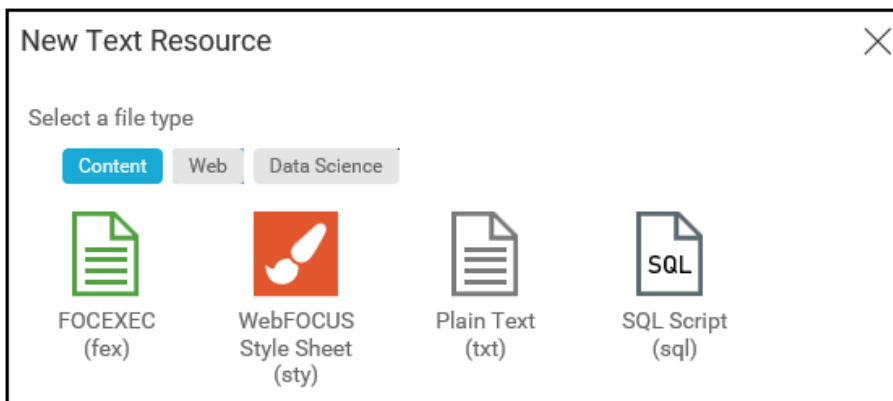 New Text Resource
Select a file type
Content Web Data Science
SQL
FOCEXEC WebFOCUS Plain Text SQL Script
(fex) Style Sheet (txt) (sql)
(sty)